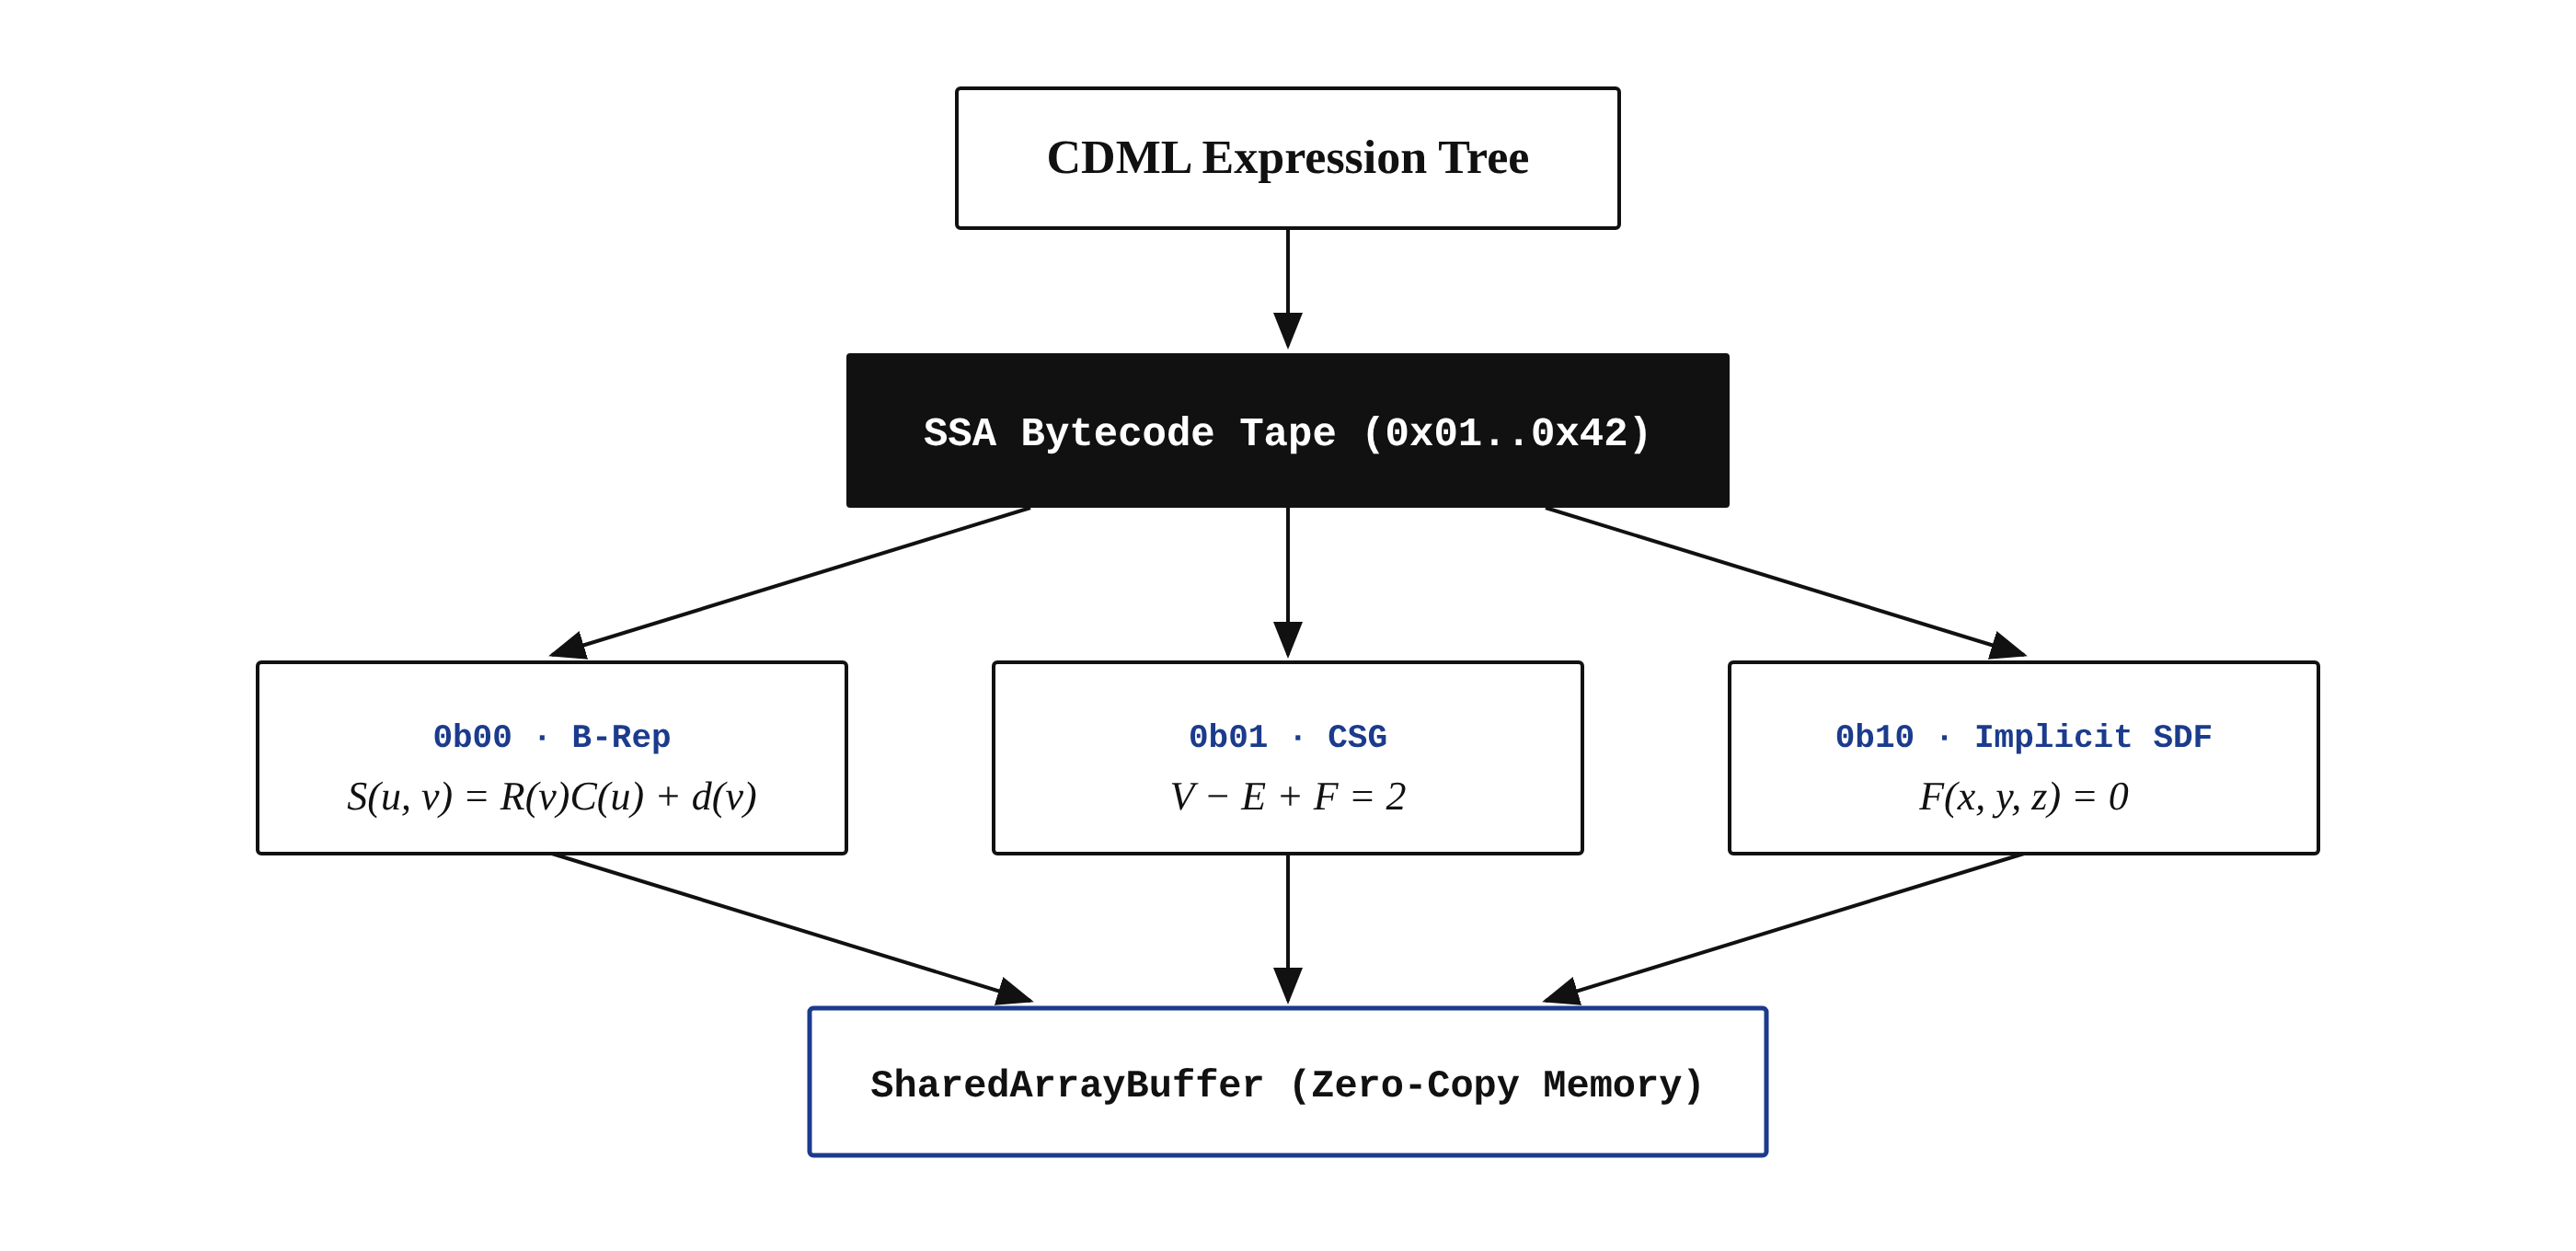 CDML Expression Tree
SSA Bytecode Tape (0x01..0x42)
0b00 · B-Rep
S(u, v) = R(v)C(u) + d(v)
0b01 · CSG
V − E + F = 2
0b10 · Implicit SDF
F(x, y, z) = 0
SharedArrayBuffer (Zero-Copy Memory)